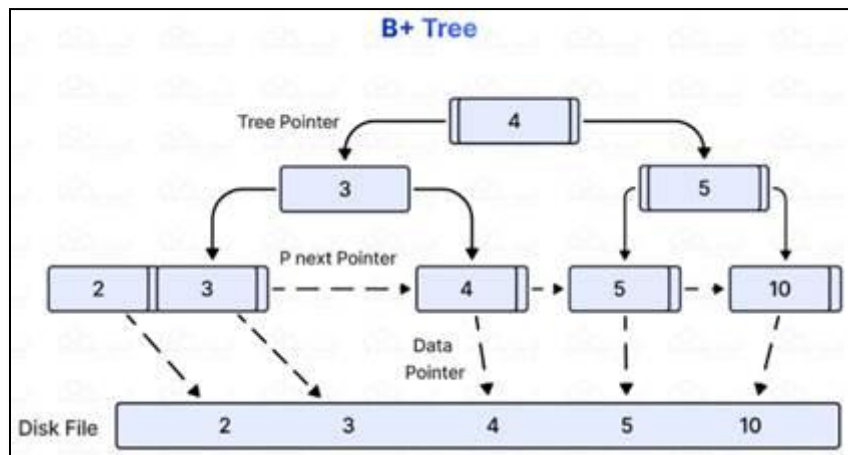 B+ Tree
Tree Pointer
4
3
5
P next Pointer
2 3 4 5 10
Data
Pointer
Disk File 2 3 4 5 10